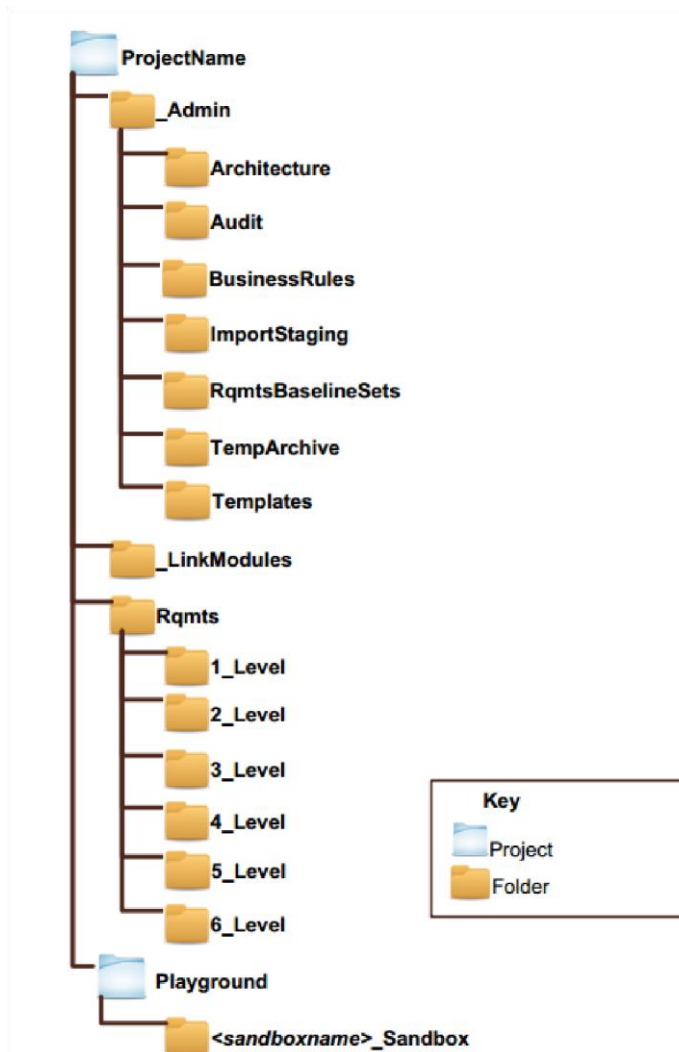 ProjectName
_Admin
Architecture
Audit
BusinessRules
ImportStaging
RqmtsBaselineSets
TempArchive
Templates
_LinkModules
Rqmts
1_Level
2_Level
3_Level
4_Level
5_Level
6_Level
Key
Project
Folder
Playground
<sandboxname>_Sandbox